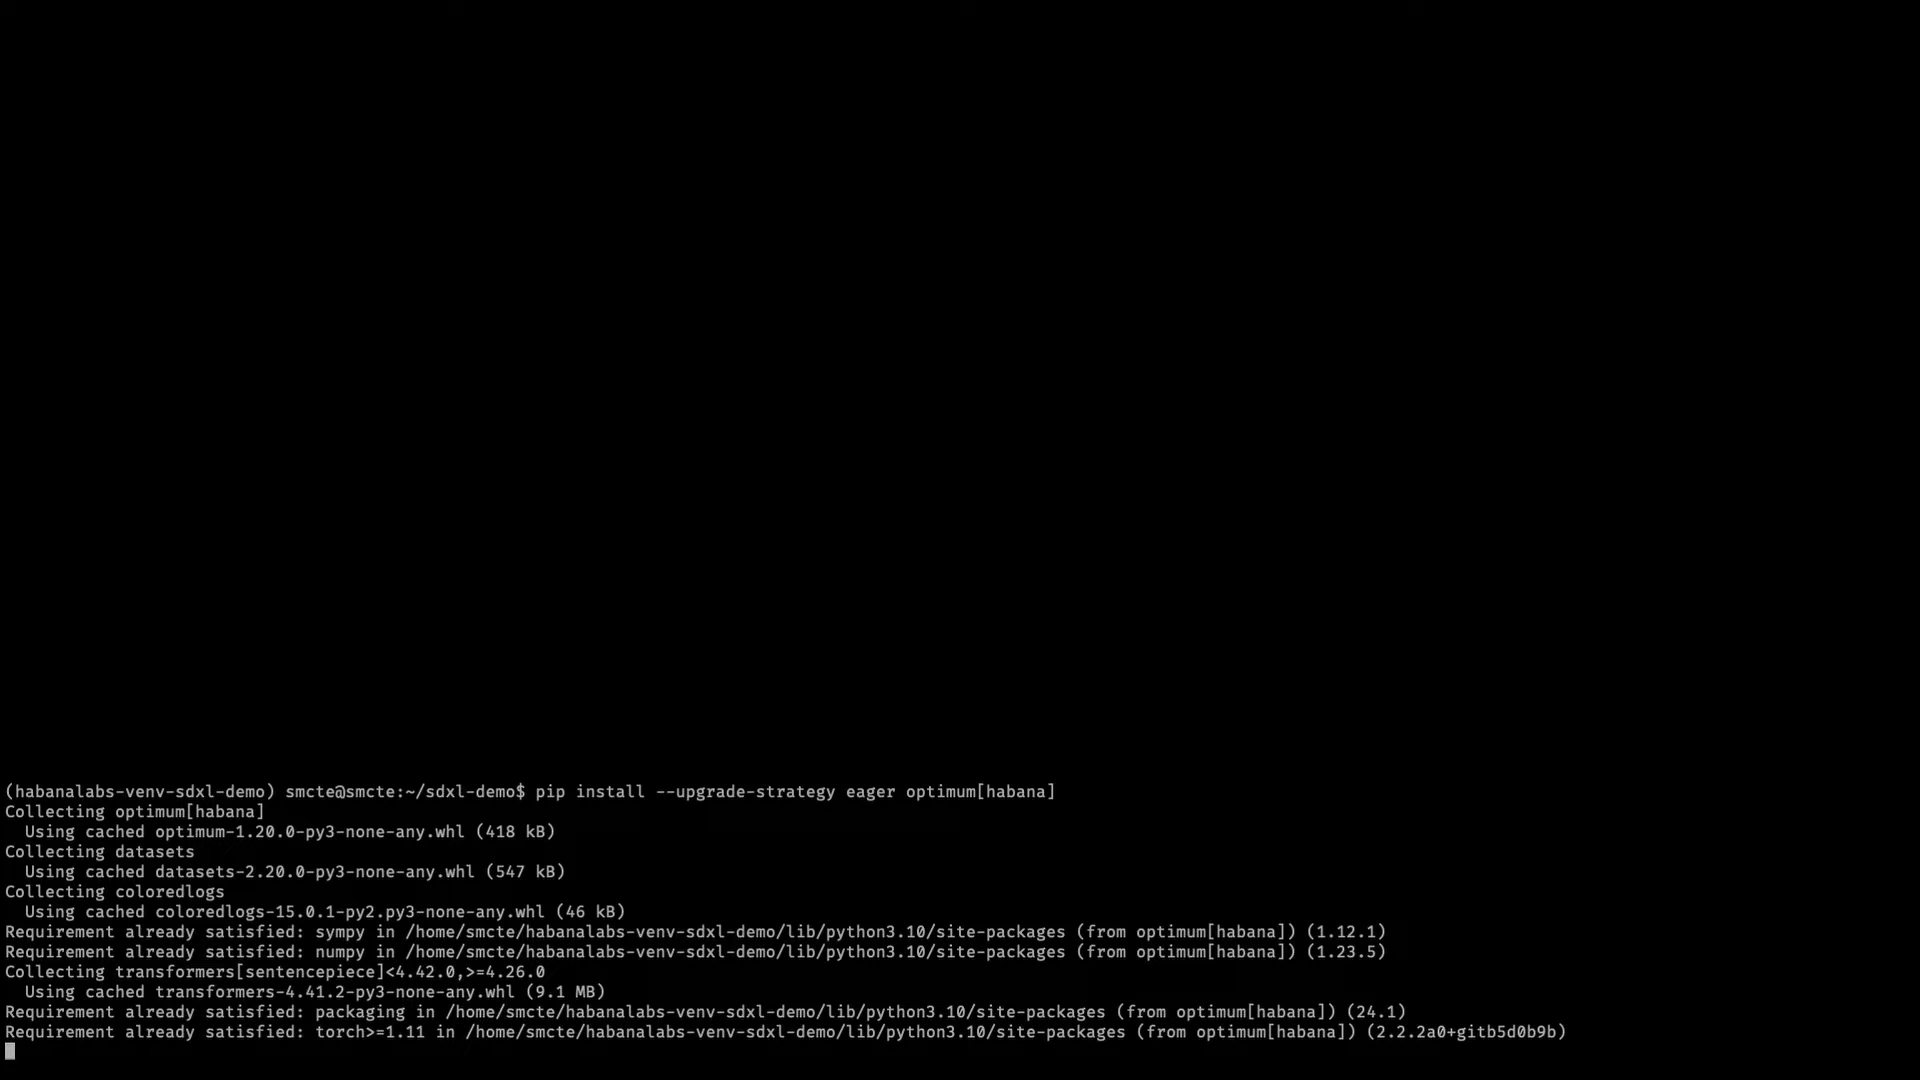 (habanalabs-venv-sdxl-demo) smcte@smcte:~/sdxl-demo$ pip install --upgrade-strategy eager optimum[habana]
Collecting optimum[habana]
  Using cached optimum-1.20.0-py3-none-any.whl (418 kB)
Collecting datasets
  Using cached datasets-2.20.0-py3-none-any.whl (547 kB)
Collecting coloredlogs
  Using cached coloredlogs-15.0.1-py2.py3-none-any.whl (46 kB)
Requirement already satisfied: sympy in /home/smcte/habanalabs-venv-sdxl-demo/lib/python3.10/site-packages (from optimum[habana]) (1.12.1)
Requirement already satisfied: numpy in /home/smcte/habanalabs-venv-sdxl-demo/lib/python3.10/site-packages (from optimum[habana]) (1.23.5)
Collecting transformers[sentencepiece]<4.42.0,>=4.26.0
  Using cached transformers-4.41.2-py3-none-any.whl (9.1 MB)
Requirement already satisfied: packaging in /home/smcte/habanalabs-venv-sdxl-demo/lib/python3.10/site-packages (from optimum[habana]) (24.1)
Requirement already satisfied: torch>=1.11 in /home/smcte/habanalabs-venv-sdxl-demo/lib/python3.10/site-packages (from optimum[habana]) (2.2.2a0+gitb5d0b9b)